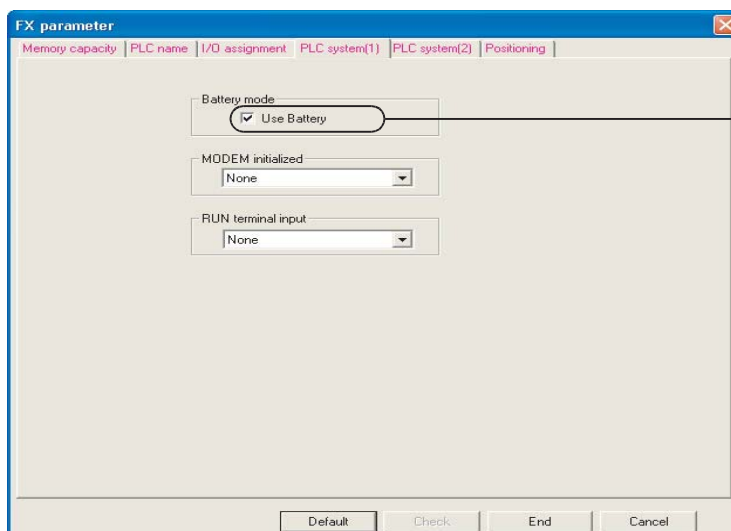 FX parameter
Memory capacity PLC name I/O assignment PLC system(1) PLC system(2) Positioning
Battery mode
Use Battery
MODEM initialized
None
RUN terminal input
None
Default Check End Cancel